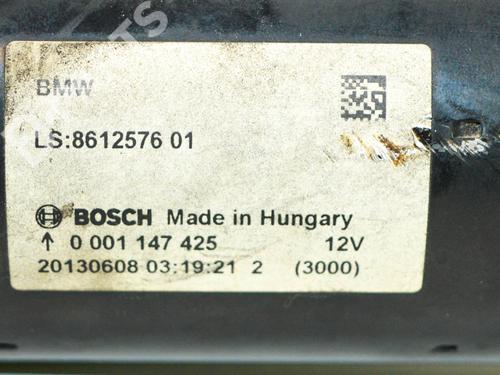 BMW
LS:8612576 01
BOSCH Made in Hungary
↑ 0 001 147 425 12V
20130608 03:19:21 2 (3000)